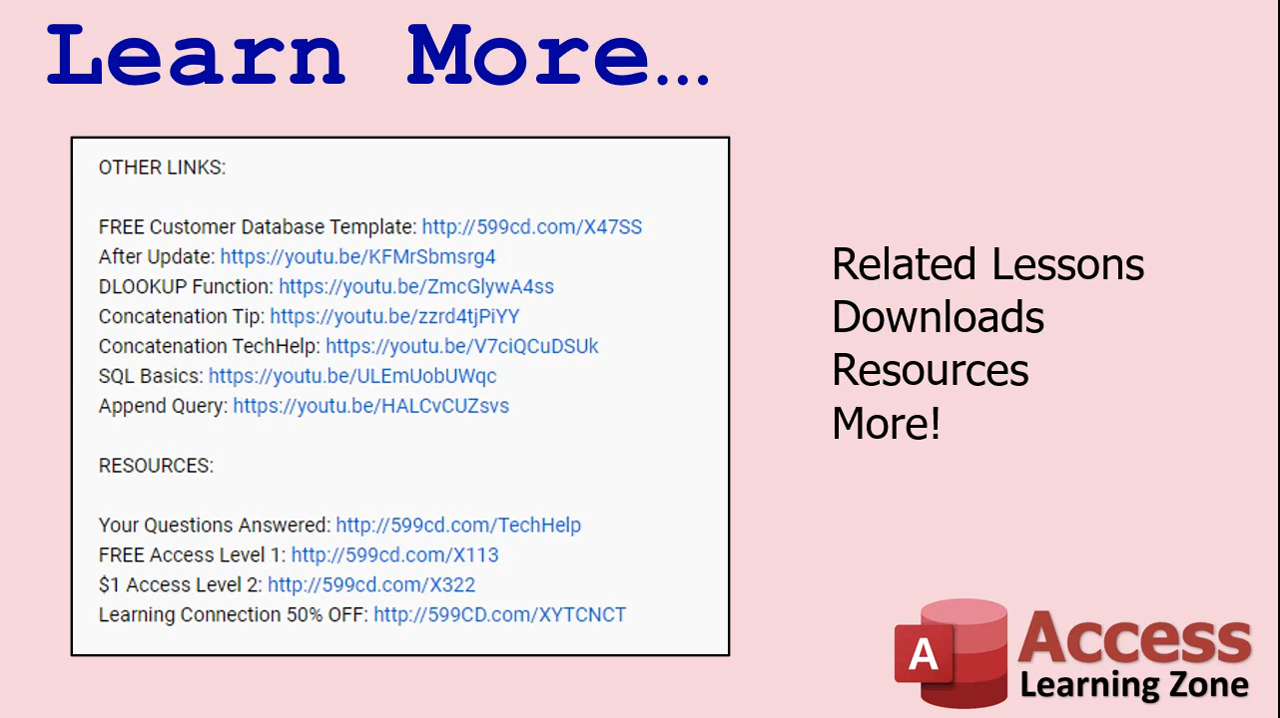 Learn More...
OTHER LINKS:
FREE Customer Database Template: http://599cd.com/X47SS
After Update: https://youtu.be/KFMrSbmsrg4
DLOOKUP Function: https://youtu.be/ZmcGlywA4ss
Concatenation Tip: https://youtu.be/zzrd4tjPiYY
Concatenation TechHelp: https://youtu.be/V7ciQCuDSUk
SQL Basics: https://youtu.be/ULEmUobUWqc
Append Query: https://youtu.be/HALCvCUZsvs
RESOURCES:
Your Questions Answered: http://599cd.com/TechHelp
FREE Access Level 1: http://599cd.com/X113
$1 Access Level 2: http://599cd.com/X322
Learning Connection 50% OFF: http://599CD.com/XYTCNCT
Related Lessons
Downloads
Resources
More!
A
Access
Learning Zone